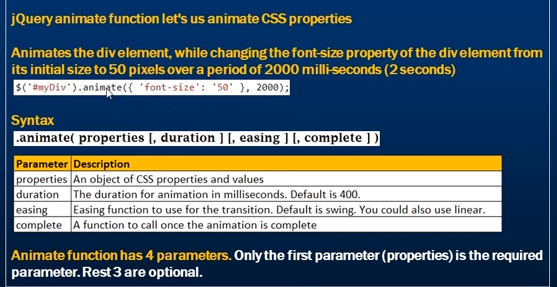 jQuery animate function let's us animate CSS properties
Animates the div element, while changing the font-size property of the div element from
its initial size to 50 pixels over a period of 2000 milli-seconds (2 seconds)
$('#myDiv').animate({ 'font-size': '50' }, 2000);
Syntax
.animate( properties [, duration ] [, easing ] [, complete ] )
Parameter Description
properties An object of CSS properties and values
duration The duration for animation in milliseconds. Default is 400.
easing Easing function to use for the transition. Default is swing. You could also use linear.
complete A function to call once the animation is complete
Animate function has 4 parameters. Only the first parameter (properties) is the required
parameter. Rest 3 are optional.